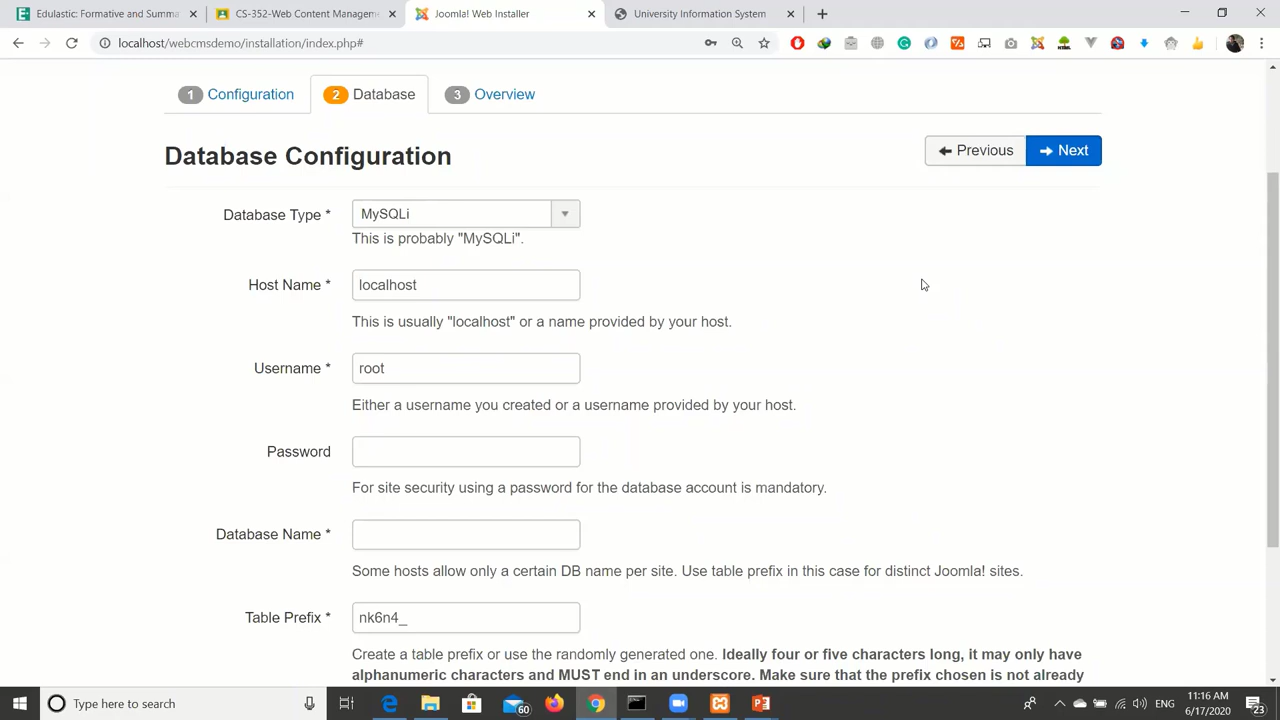 Edulastic: Formative and Summa
CS-352-Web Content Managem
Joomla! Web Installer
University Information System
localhost/webcmsdemo/installation/index.php#
1 Configuration
2 Database
3 Overview
Database Configuration
Previous
Next
Database Type *
MySQLi
This is probably "MySQLi".
Host Name *
localhost
This is usually "localhost" or a name provided by your host.
Username *
root
Either a username you created or a username provided by your host.
Password
For site security using a password for the database account is mandatory.
Database Name *
Some hosts allow only a certain DB name per site. Use table prefix in this case for distinct Joomla! sites.
Table Prefix *
nk6n4_
Create a table prefix or use the randomly generated one. Ideally four or five characters long, it may only have
alphanumeric characters and MUST end in an underscore. Make sure that the prefix chosen is not already
Type here to search
60
ENG
11:16 AM
6/17/2020
23